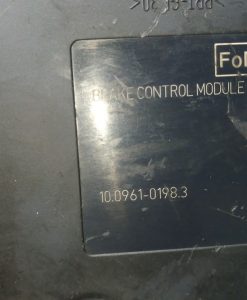 Fo
BRAKE CONTROL MODULE
10.0961-0198.3